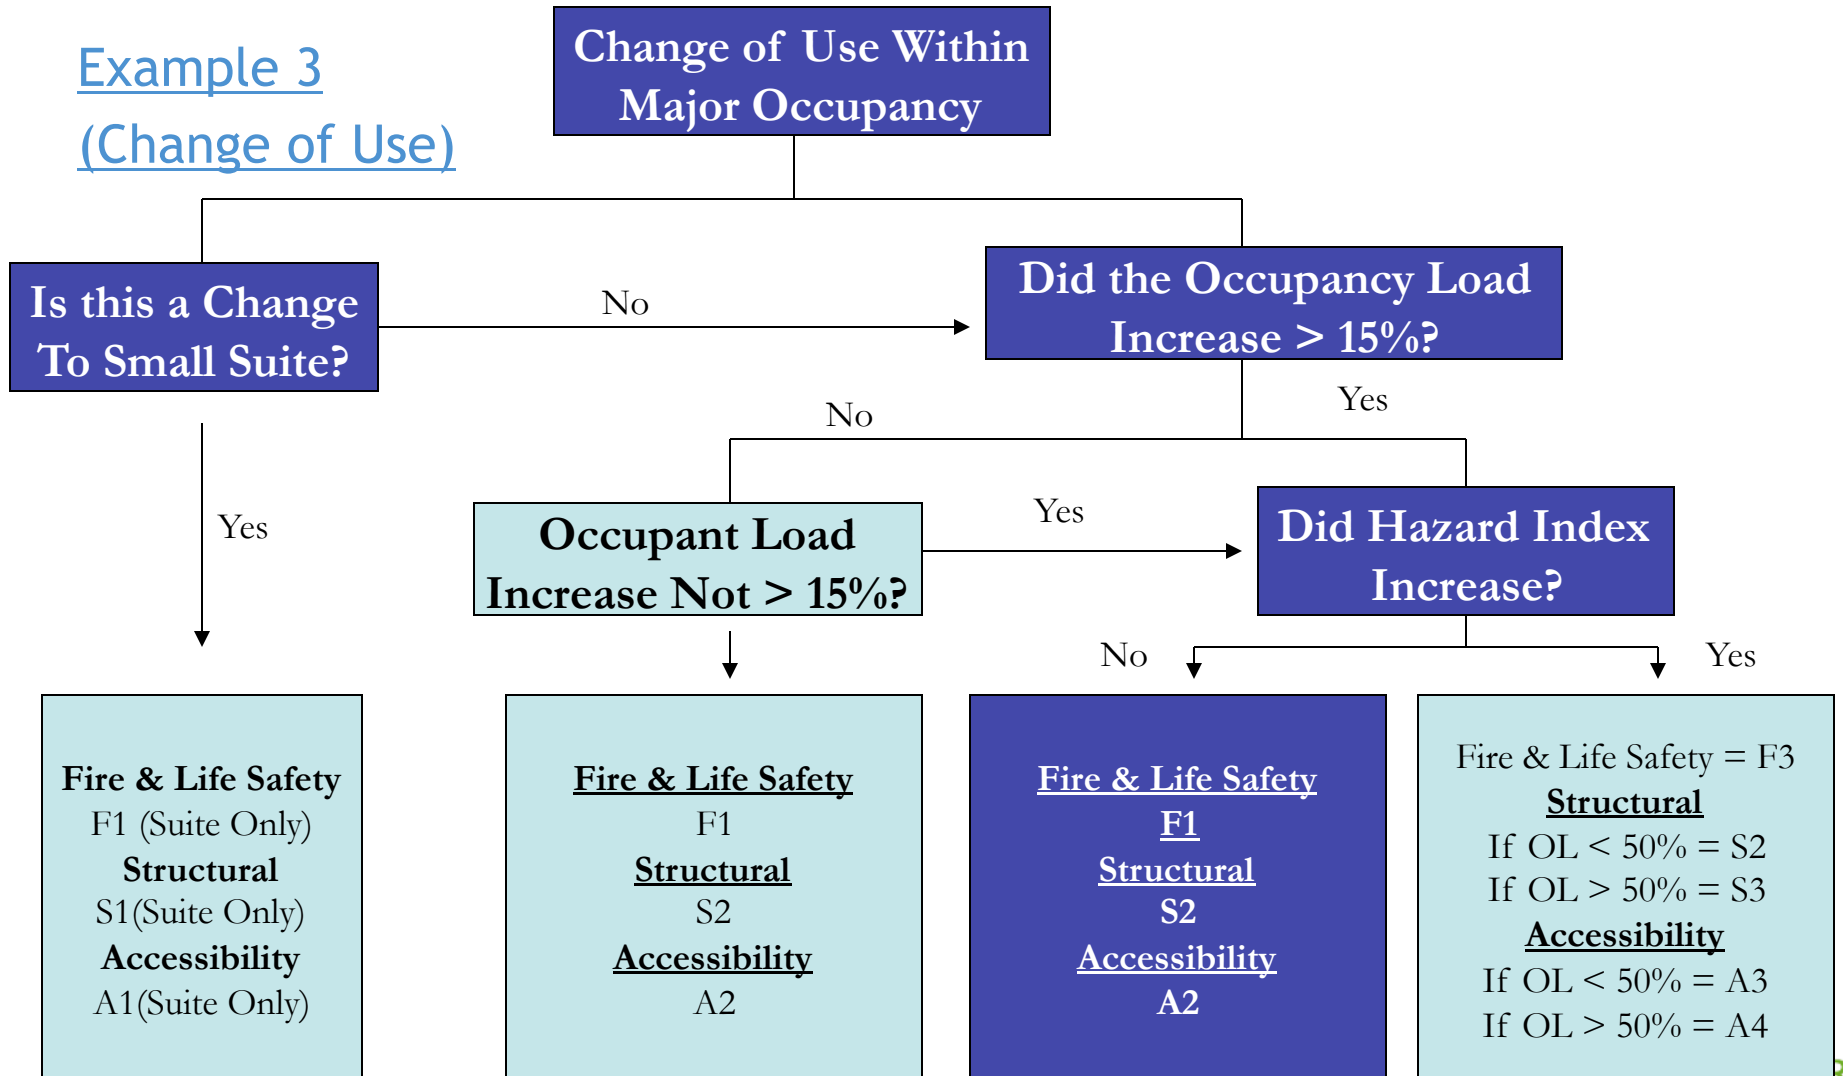 Example 3
(Change of Use)
Change of Use Within
Major Occupancy
Is this a Change
To Small Suite?
No
Did the Occupancy Load
Increase > 15%?
No
Yes
Yes
Occupant Load
Increase Not > 15%?
Yes
Did Hazard Index
Increase?
No
Yes
Fire & Life Safety
F1 (Suite Only)
Structural
S1(Suite Only)
Accessibility
A1(Suite Only)
Fire & Life Safety
F1
Structural
S2
Accessibility
A2
Fire & Life Safety
F1
Structural
S2
Accessibility
A2
Fire & Life Safety = F3
Structural
If OL < 50% = S2
If OL > 50% = S3
Accessibility
If OL < 50% = A3
If OL > 50% = A4